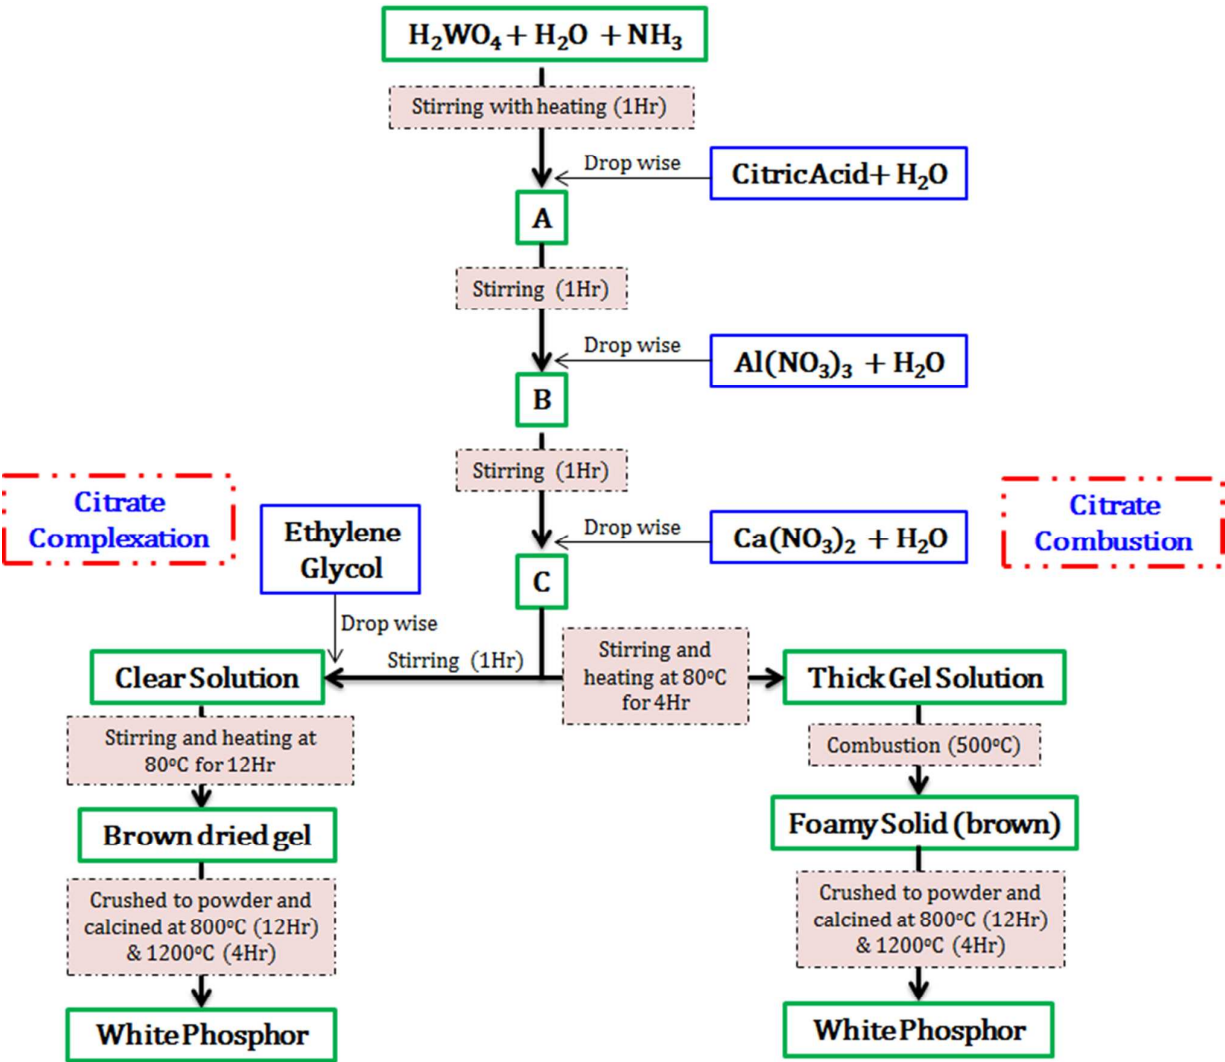 H₂WO₄ + H₂O + NH₃
Stirring with heating (1Hr)
Drop wise
Citric Acid + H₂O
A
Stirring (1Hr)
Drop wise
Al(NO₃)₃ + H₂O
B
Stirring (1Hr)
Citrate
Complexation
Ethylene
Glycol
Drop wise
Ca(NO₃)₂ + H₂O
Citrate
Combustion
C
Drop wise
Stirring (1Hr)
Stirring and
heating at 80°C
for 4Hr
Clear Solution
Thick Gel Solution
Stirring and heating at
80°C for 12Hr
Combustion (500°C)
Brown dried gel
Foamy Solid (brown)
Crushed to powder and
calcined at 800°C (12Hr)
& 1200°C (4Hr)
Crushed to powder and
calcined at 800°C (12Hr)
& 1200°C (4Hr)
White Phosphor
White Phosphor